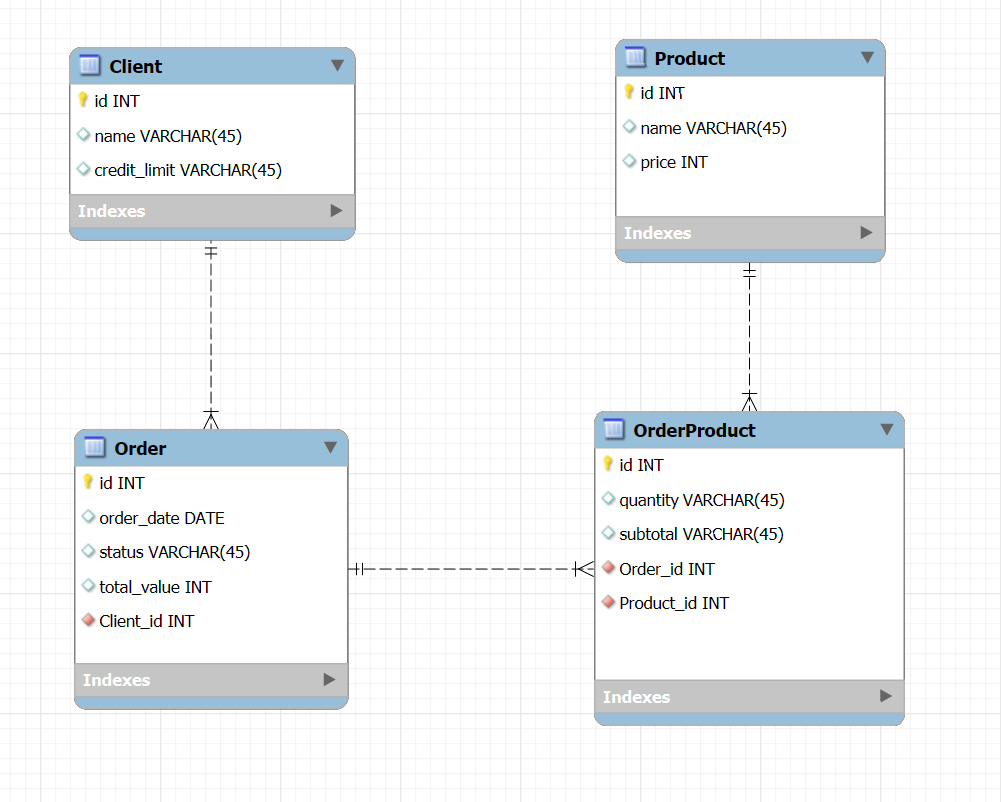 Client
id INT
name VARCHAR(45)
credit_limit VARCHAR(45)
Indexes
Product
id INT
name VARCHAR(45)
price INT
Indexes
Order
id INT
order_date DATE
status VARCHAR(45)
total_value INT
Client_id INT
Indexes
OrderProduct
id INT
quantity VARCHAR(45)
subtotal VARCHAR(45)
Order_id INT
Product_id INT
Indexes